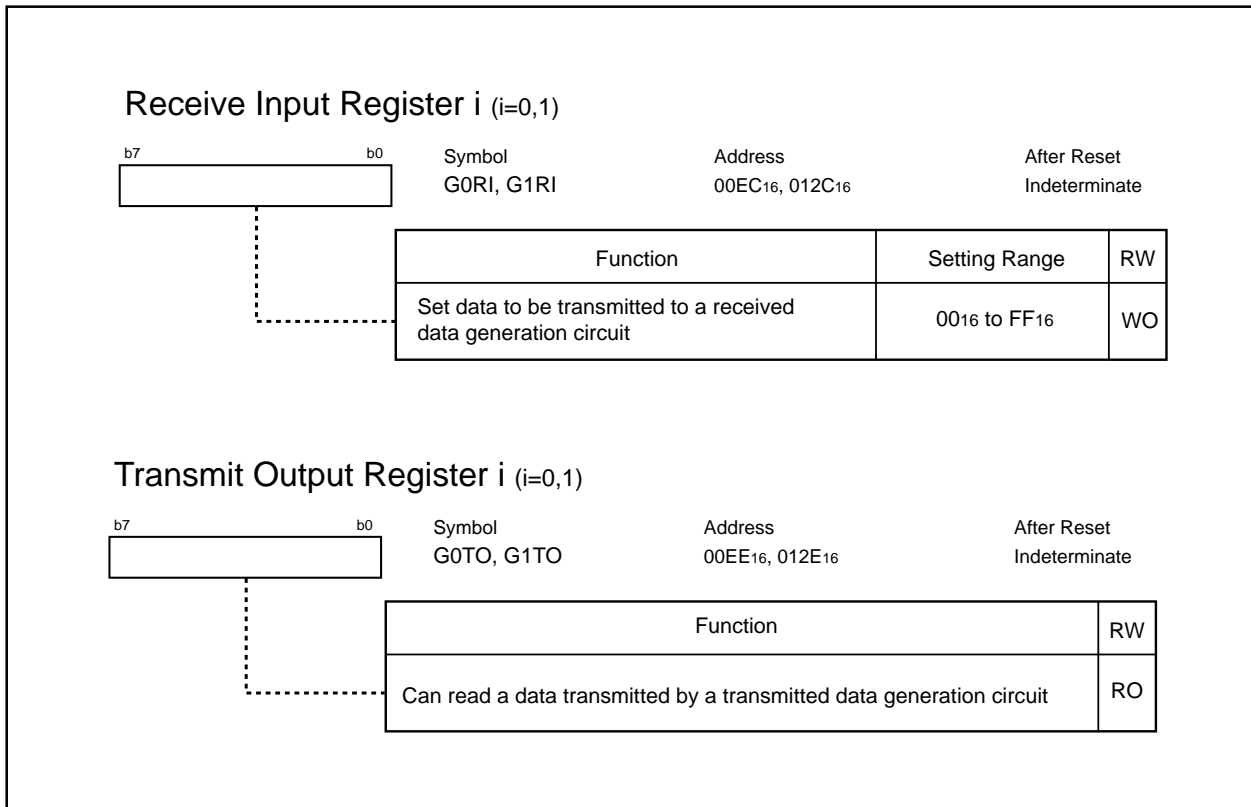 Receive Input Register i (i=0,1)
b7 b0 Symbol Address After Reset
G0RI, G1RI 00EC16, 012C16 Indeterminate
Function Setting Range RW
Set data to be transmitted to a received
data generation circuit
0016 to FF16 WO
Transmit Output Register i (i=0,1)
b7 b0 Symbol Address After Reset
G0TO, G1TO 00EE16, 012E16 Indeterminate
Function RW
Can read a data transmitted by a transmitted data generation circuit RO